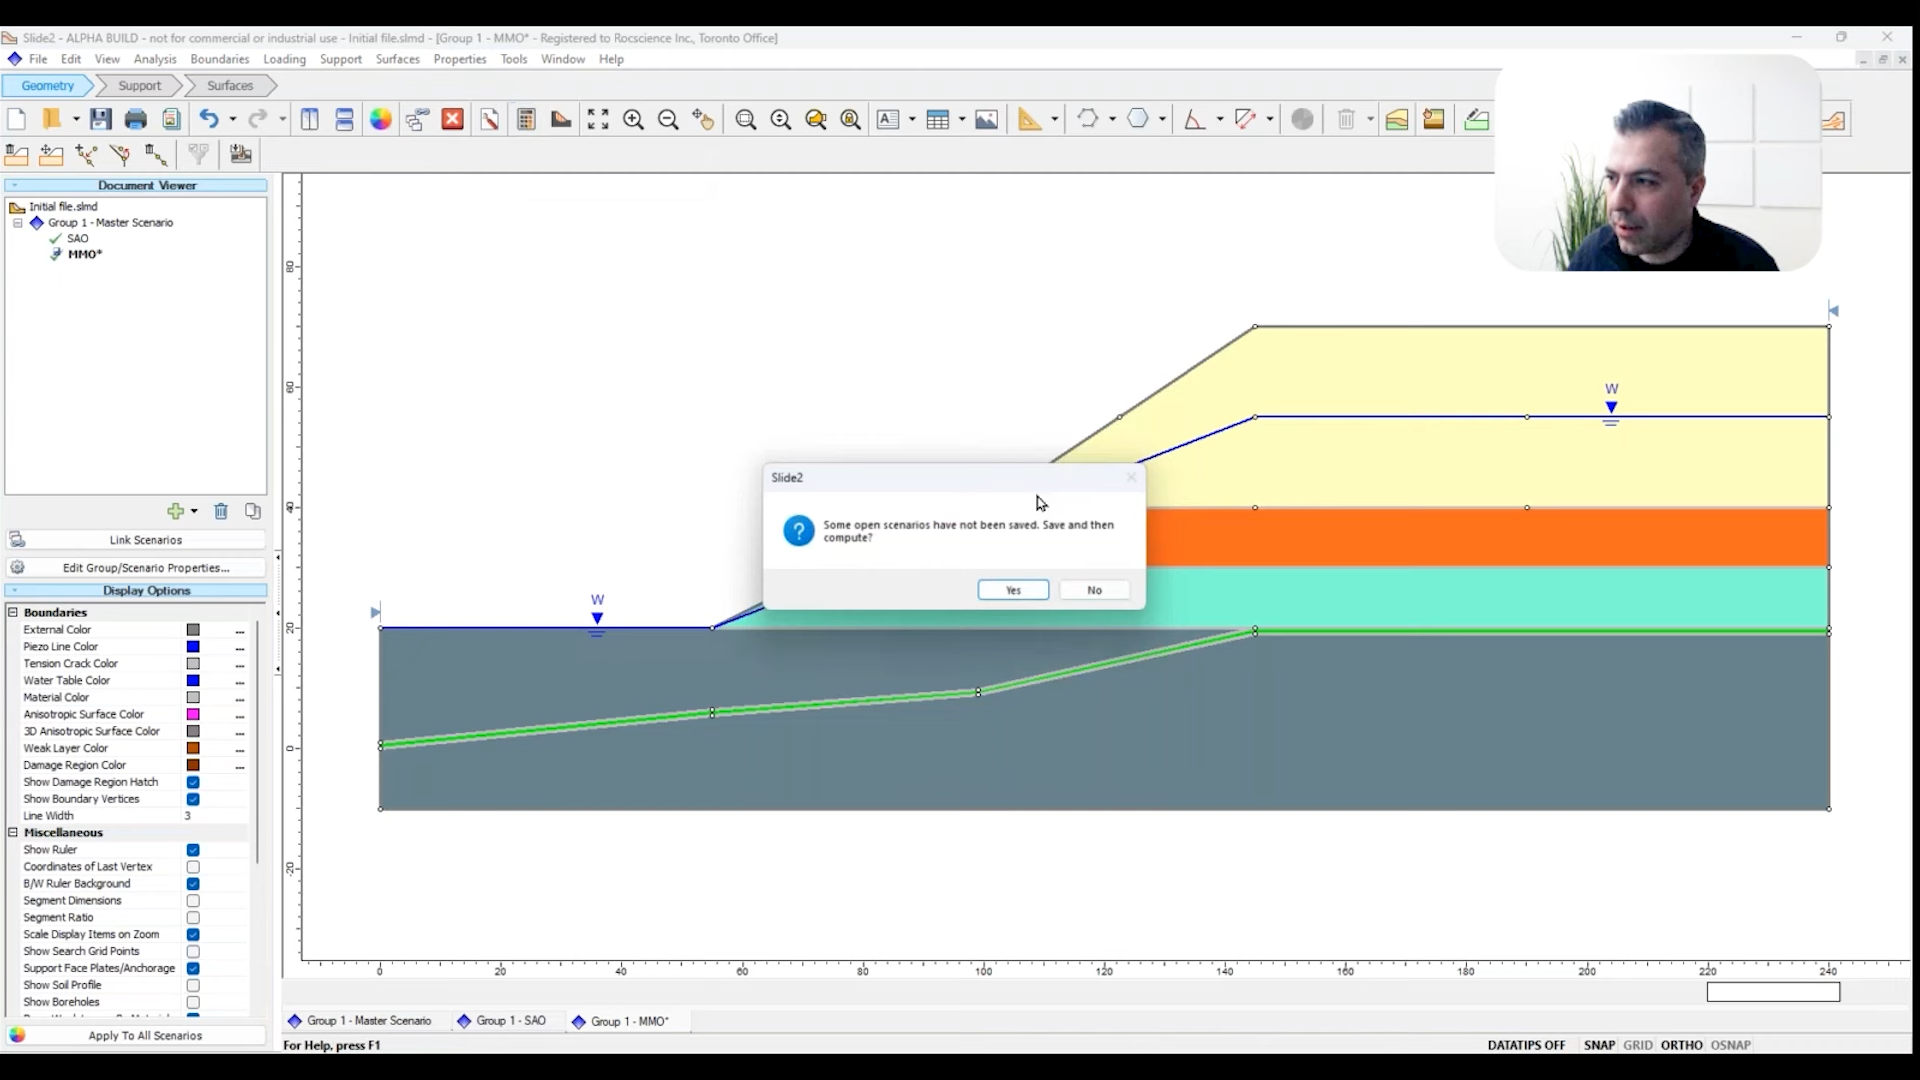 Slide2 - ALPHA BUILD - not for commercial or industrial use - Initial file.slmd - [Group 1 - MMO* - Registered to Rocscience Inc., Toronto Office]
File Edit View Analysis Boundaries Loading Support Surfaces Properties Tools Window Help
Geometry Support Surfaces
Document Viewer
Initial file.slmd
Group 1 - Master Scenario
SAO
MMO*
Link Scenarios
Edit Group/Scenario Properties...
Display Options
Boundaries
External Color ...
Piezo Line Color ...
Tension Crack Color ...
Water Table Color ...
Material Color ...
Anisotropic Surface Color ...
3D Anisotropic Surface Color ...
Weak Layer Color ...
Damage Region Color ...
Show Damage Region Hatch
Show Boundary Vertices
Line Width 3
Miscellaneous
Show Ruler
Coordinates of Last Vertex
B/W Ruler Background
Segment Dimensions
Segment Ratio
Scale Display Items on Zoom
Show Search Grid Points
Support Face Plates/Anchorage
Show Soil Profile
Show Boreholes
Apply To All Scenarios
80
60
40
20
0
-20
W
W
Slide2
Some open scenarios have not been saved. Save and then
compute?
Yes No
0 20 40 60 80 100 120 140 160 180 200 220 240
Group 1 - Master Scenario Group 1 - SAO Group 1 - MMO*
For Help, press F1
DATATIPS OFF SNAP GRID ORTHO OSNAP